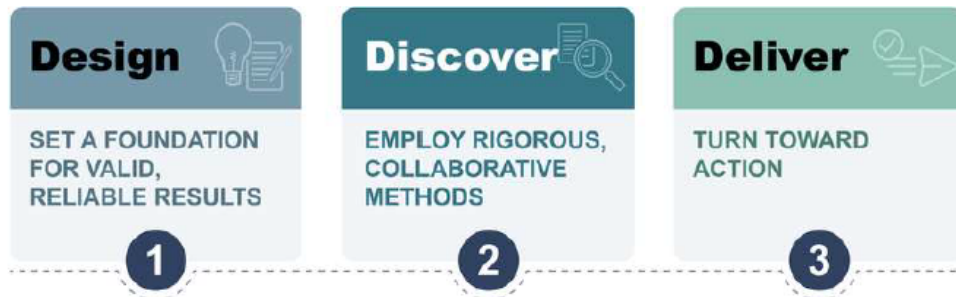 Design
SET A FOUNDATION
FOR VALID,
RELIABLE RESULTS
1
Discover
EMPLOY RIGOROUS,
COLLABORATIVE
METHODS
2
Deliver
TURN TOWARD
ACTION
3